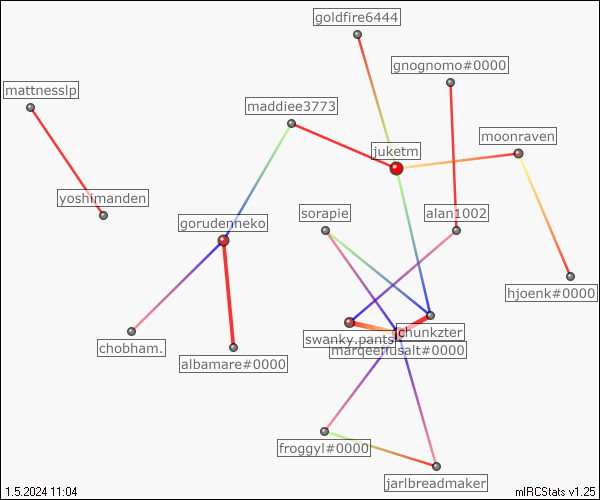 goldfire6444
gnognomo#0000
mattnesslp
maddiee3773
moonraven
juketm
yoshimanden
sorapie
alan1002
gorudenneko
hjoenk#0000
chunkzter
swanky.pants
marqeefusalt#0000
chobham.
albamare#0000
froggyl#0000
jarlbreadmaker
1.5.2024 11:04
mIRCStats v1.25